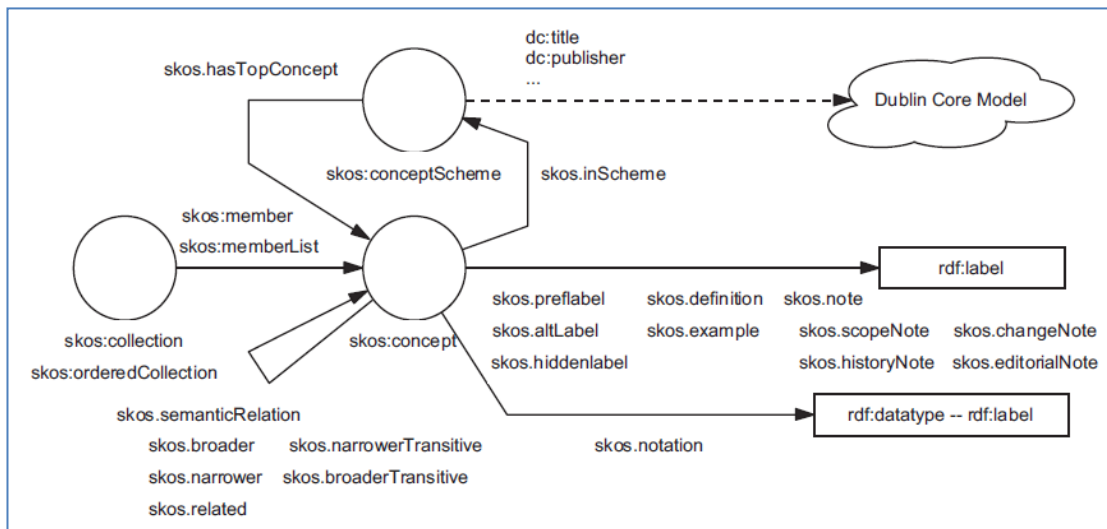 dc:title
dc:publisher
...
skos.hasTopConcept
Dublin Core Model
skos:conceptScheme
skos.inScheme
skos:member
skos:memberList
rdf:label
skos.preflabel skos.definition skos.note
skos.altLabel skos.example skos.scopeNote skos.changeNote
skos.hiddenlabel skos.historyNote skos.editorialNote
skos:collection
skos:orderedCollection
skos:concept
skos.semanticRelation
skos.broader skos.narrowerTransitive
skos.narrower skos.broaderTransitive
skos.related
skos.notation
rdf:datatype -- rdf:label